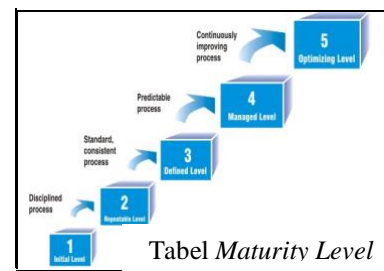 Continuously
improving
process
5
Optimizing Level
Predictable
process
4
Managed Level
Standard,
consistent
process
3
Defined Level
Disciplined
process
2
Repeatable Level
1
Initial Level
Tabel Maturity Level